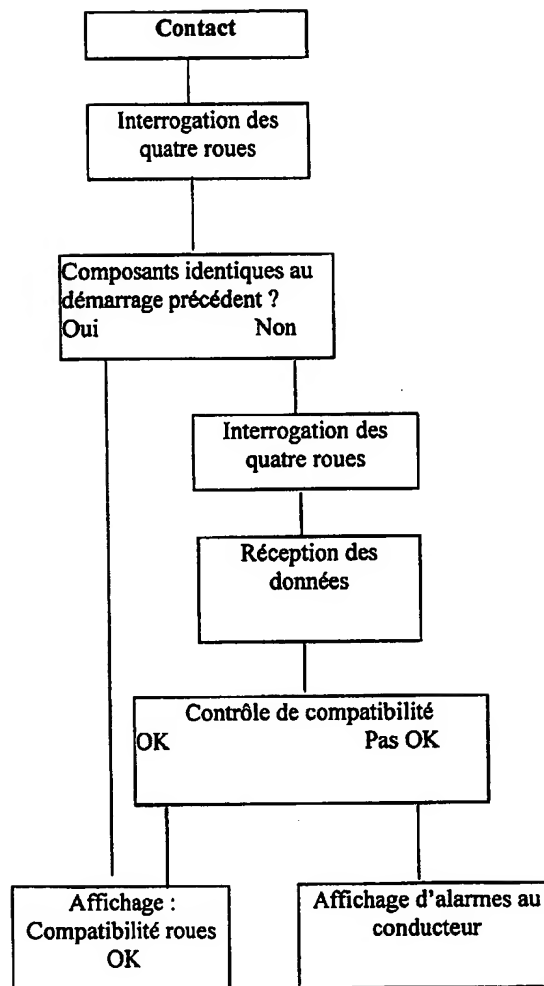 Contact
Interrogation des
quatre roues
Composants identiques au
démarrage précédent ?
Oui Non
Interrogation des
quatre roues
Réception des
données
Contrôle de compatibilité
OK Pas OK
Affichage :
Compatibilité roues
OK
Affichage d'alarmes au
conducteur